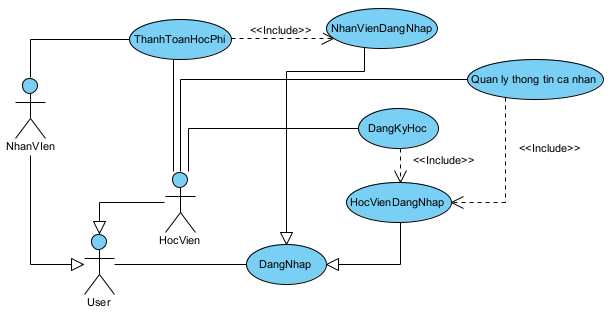 ThanhToanHocPhi
<<Include>>
NhanVienDangNhap
Quan ly thong tin ca nhan
NhanVIen
DangKyHoc
<<Include>>
<<Include>>
HocVien
HocVienDangNhap
User
DangNhap